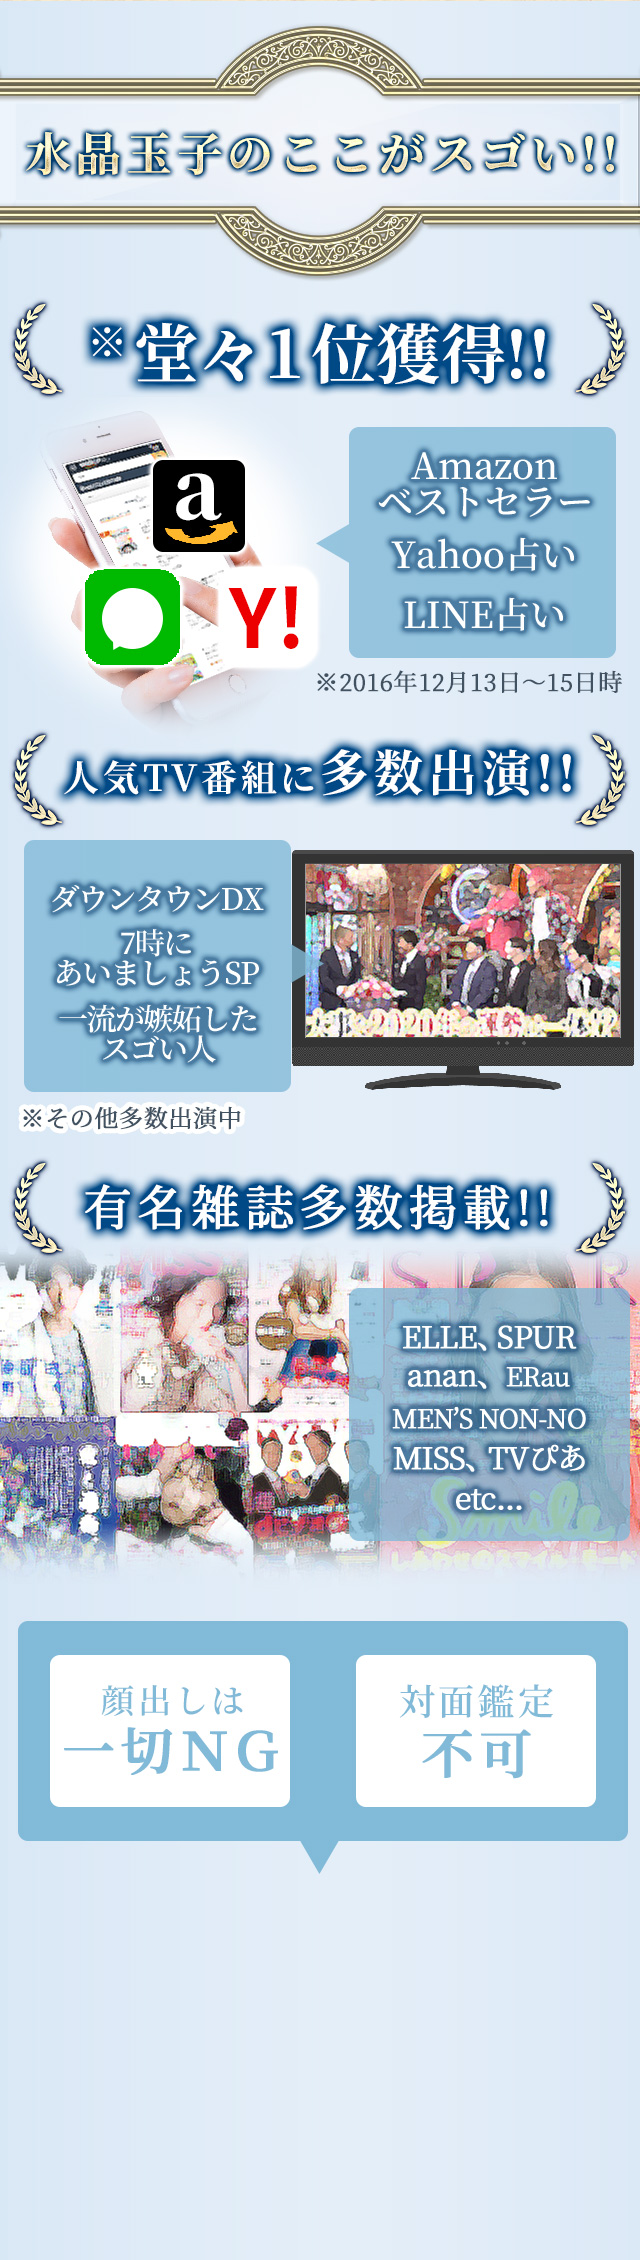 水晶玉子のここがスゴい!!
※堂々1位獲得!!
a
Y!
Amazon
ベストセラー
Yahoo占い
LINE占い
※2016年12月13日～15日時
人気TV番組に多数出演!!
ダウンタウンDX
7時に
あいましょうSP
一流が嫉妬した
スゴい人
※その他多数出演中
有名雑誌多数掲載!!
ELLE、SPUR
anan、ERau
MEN'S NON-NO
MISS、TVぴあ
etc...
Smile
顔出しは
一切NG
対面鑑定
不可